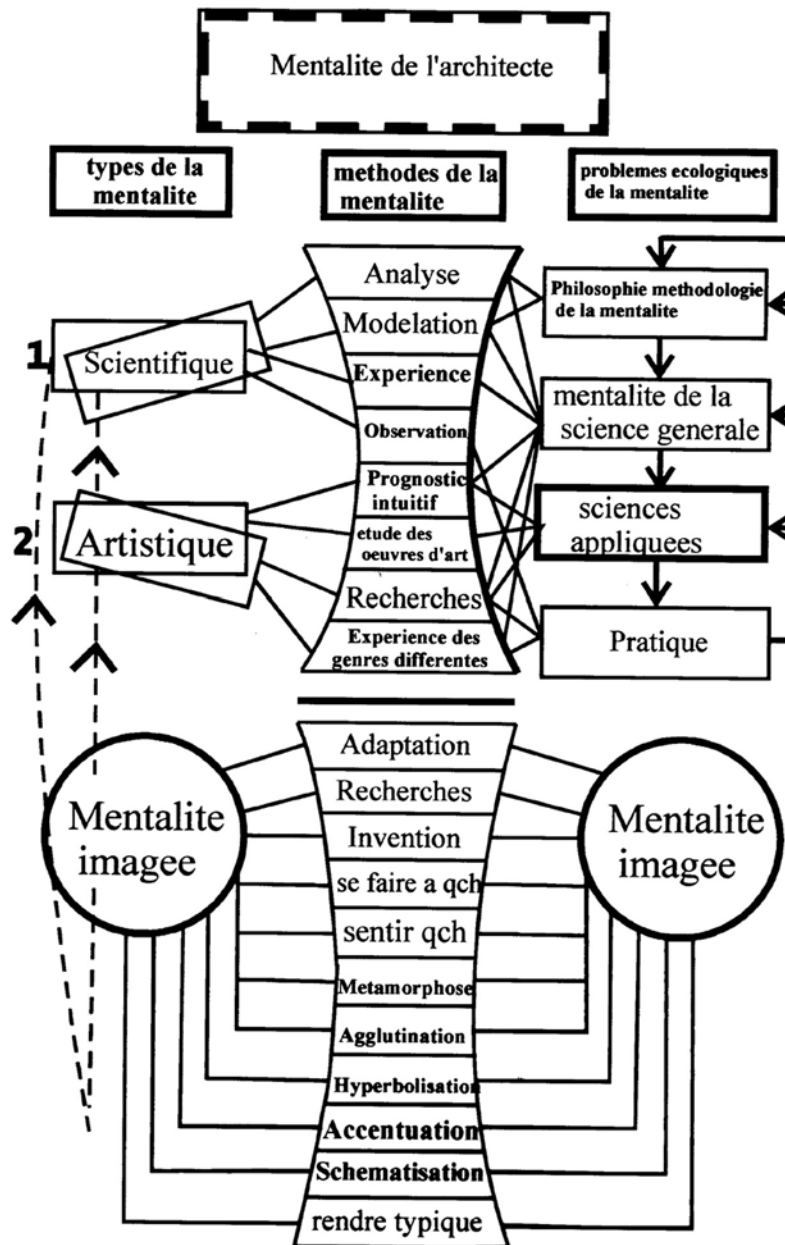 Mentalite de l'architecte
types de la
mentalite
methodes de la
mentalite
problemes ecologiques
de la mentalite
1
Scientifique
2
Artistique
Analyse
Modelation
Experience
Observation
Prognostic
intuitif
etude des
oeuvres d'art
Recherches
Experience des
genres differentes
Philosophie methodologie
de la mentalite
mentalite de la
science generale
sciences
appliquees
Pratique
Mentalite
imagee
Adaptation
Recherches
Invention
se faire a qch
sentir qch
Metamorphose
Agglutination
Hyperbolisation
Accentuation
Schematisation
rendre typique
Mentalite
imagee